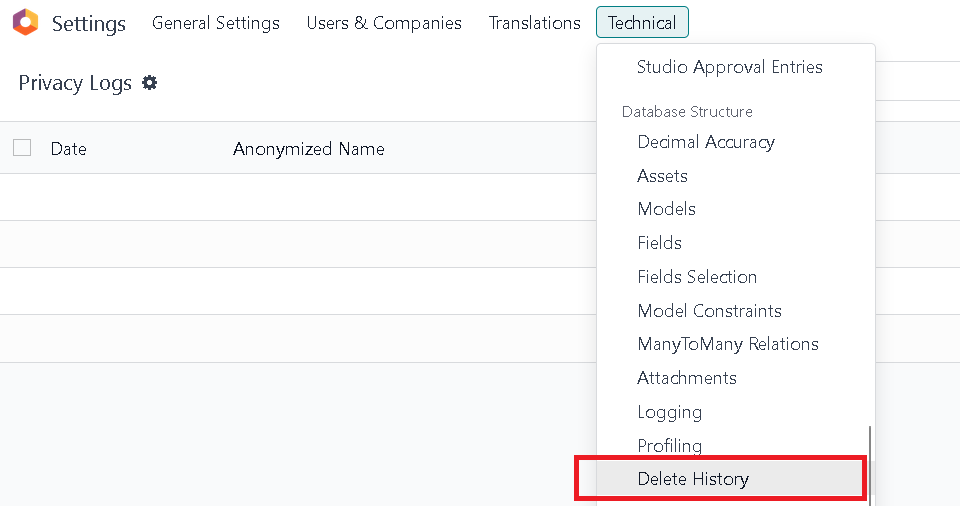 Settings General Settings Users & Companies Translations Technical
Privacy Logs
Date Anonymized Name
Studio Approval Entries
Database Structure
Decimal Accuracy
Assets
Models
Fields
Fields Selection
Model Constraints
ManyToMany Relations
Attachments
Logging
Profiling
Delete History